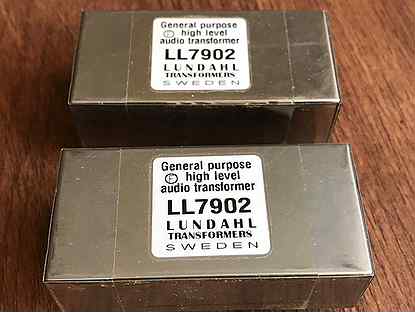 General purpose
Ⓕ high level
audio transformer
LL7902
LUNDAHL
TRANSFORMERS
SWEDEN
General purpose
Ⓕ high level
audio transformer
LL7902
LUNDAHL
TRANSFORMERS
SWEDEN